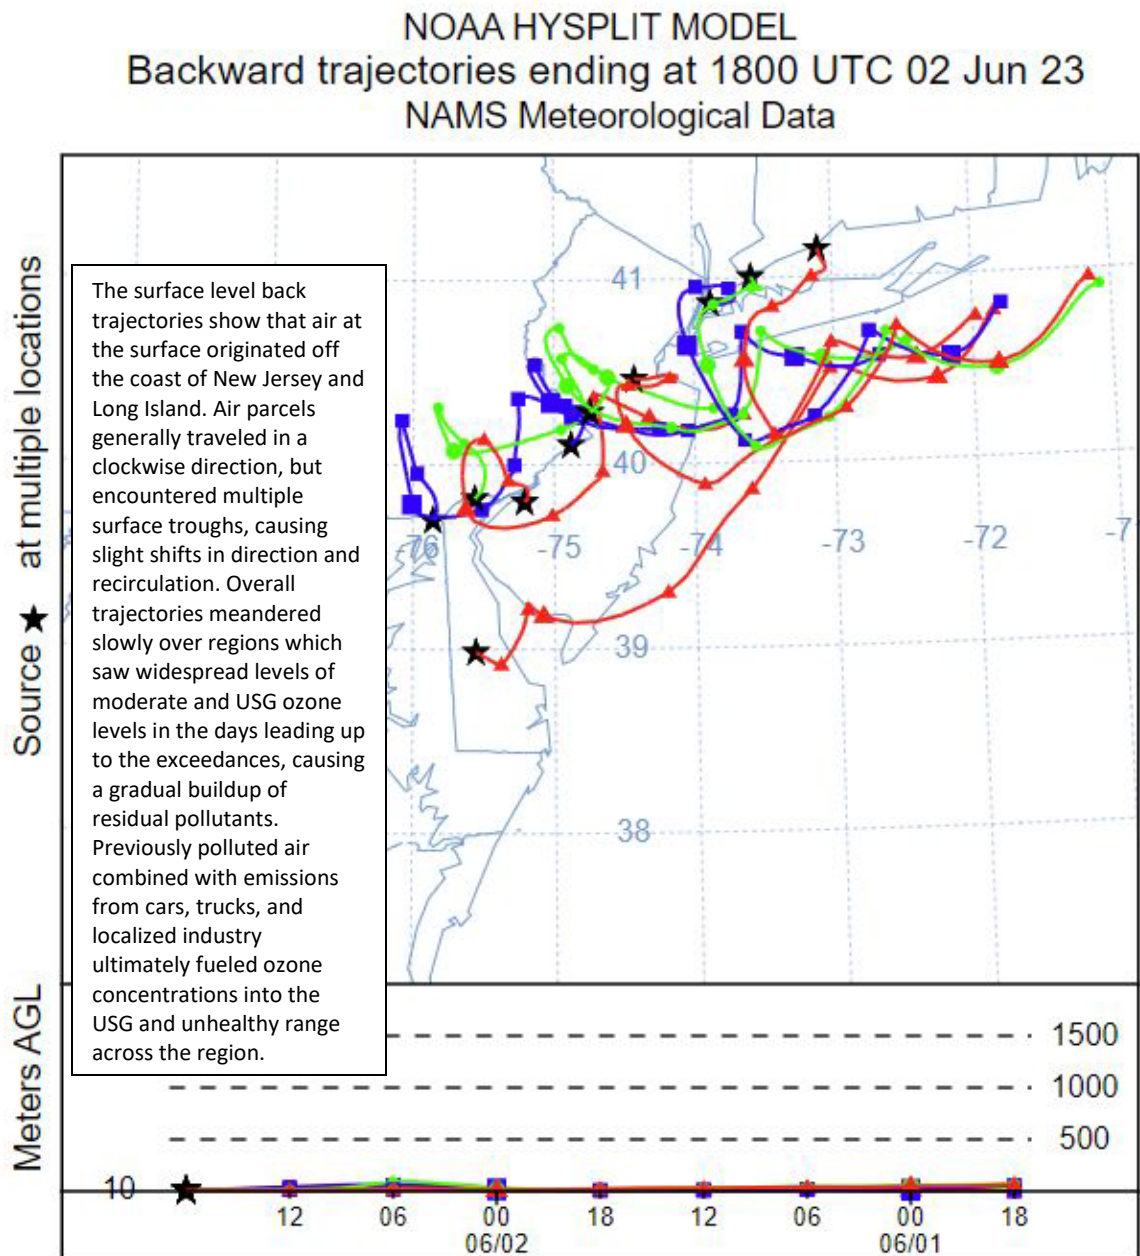 NOAA HYSPLIT MODEL
Backward trajectories ending at 1800 UTC 02 Jun 23
NAMS Meteorological Data
Source ★ at multiple locations
The surface level back
trajectories show that air at
the surface originated off
the coast of New Jersey and
Long Island. Air parcels
generally traveled in a
clockwise direction, but
encountered multiple
surface troughs, causing
slight shifts in direction and
recirculation. Overall
trajectories meandered
slowly over regions which
saw widespread levels of
moderate and USG ozone
levels in the days leading up
to the exceedances, causing
a gradual buildup of
residual pollutants.
Previously polluted air
combined with emissions
from cars, trucks, and
localized industry
ultimately fueled ozone
concentrations into the
USG and unhealthy range
across the region.
41
40
-76 -75 -74 -73 -72 -71
39
38
Meters AGL
1500
1000
500
10
12 06 00 18 12 06 00 18
06/02 06/01